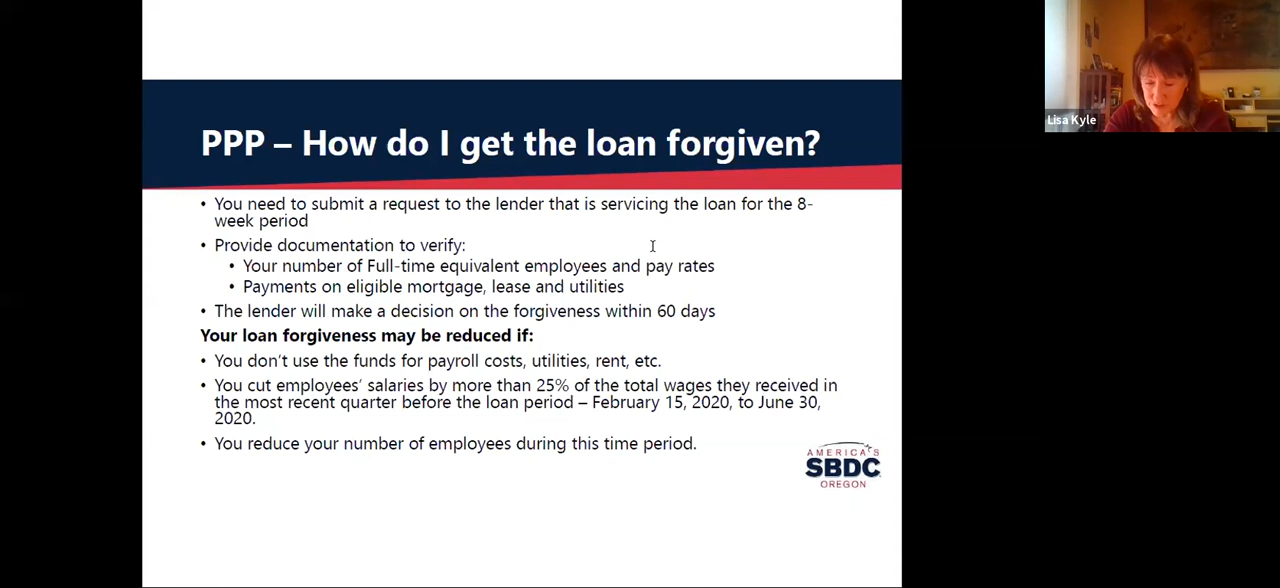 PPP – How do I get the loan forgiven?
• You need to submit a request to the lender that is servicing the loan for the 8-
week period
• Provide documentation to verify:
• Your number of Full-time equivalent employees and pay rates
• Payments on eligible mortgage, lease and utilities
• The lender will make a decision on the forgiveness within 60 days
Your loan forgiveness may be reduced if:
• You don’t use the funds for payroll costs, utilities, rent, etc.
• You cut employees’ salaries by more than 25% of the total wages they received in
the most recent quarter before the loan period – February 15, 2020, to June 30,
2020.
• You reduce your number of employees during this time period.
AMERICA'S
SBDC
OREGON
Lisa Kyle